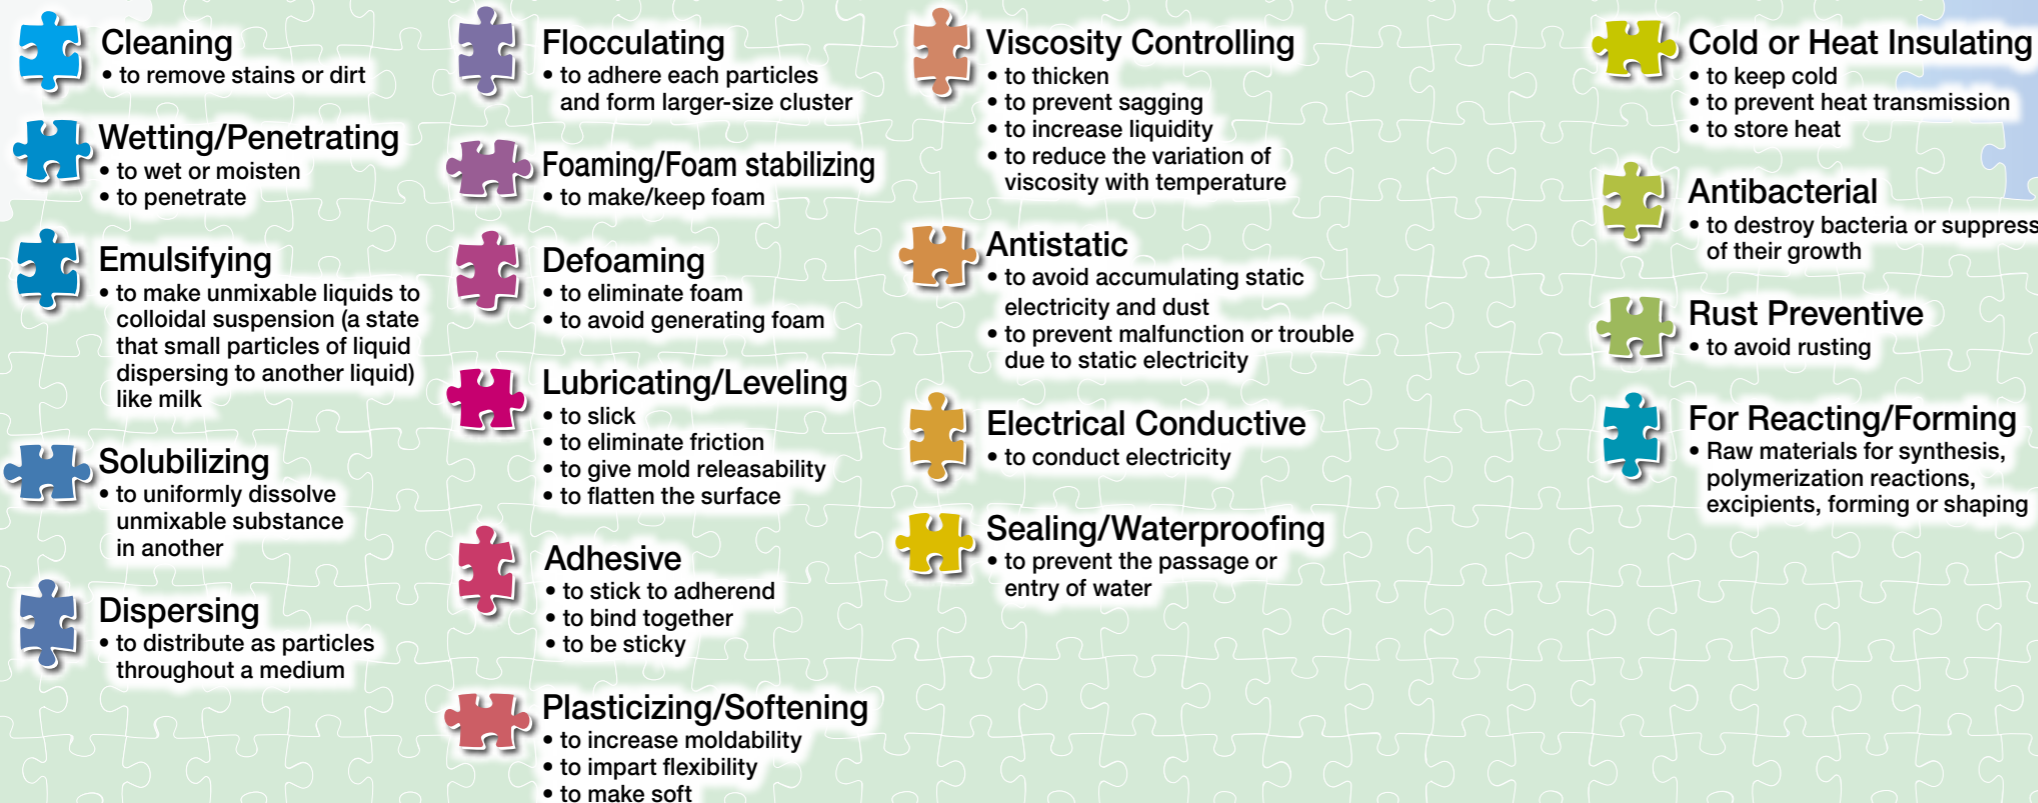 Cleaning
• to remove stains or dirt
Wetting/Penetrating
• to wet or moisten
• to penetrate
Emulsifying
• to make unmixable liquids to
colloidal suspension (a state
that small particles of liquid
dispersing to another liquid)
like milk
Solubilizing
• to uniformly dissolve
unmixable substance
in another
Dispersing
• to distribute as particles
throughout a medium
Flocculating
• to adhere each particles
and form larger-size cluster
Foaming/Foam stabilizing
• to make/keep foam
Defoaming
• to eliminate foam
• to avoid generating foam
Lubricating/Leveling
• to slick
• to eliminate friction
• to give mold releasability
• to flatten the surface
Adhesive
• to stick to adherend
• to bind together
• to be sticky
Plasticizing/Softening
• to increase moldability
• to impart flexibility
• to make soft
Viscosity Controlling
• to thicken
• to prevent sagging
• to increase liquidity
• to reduce the variation of
viscosity with temperature
Antistatic
• to avoid accumulating static
electricity and dust
• to prevent malfunction or trouble
due to static electricity
Electrical Conductive
• to conduct electricity
Sealing/Waterproofing
• to prevent the passage or
entry of water
Cold or Heat Insulating
• to keep cold
• to prevent heat transmission
• to store heat
Antibacterial
• to destroy bacteria or suppress
of their growth
Rust Preventive
• to avoid rusting
For Reacting/Forming
• Raw materials for synthesis,
polymerization reactions,
excipients, forming or shaping